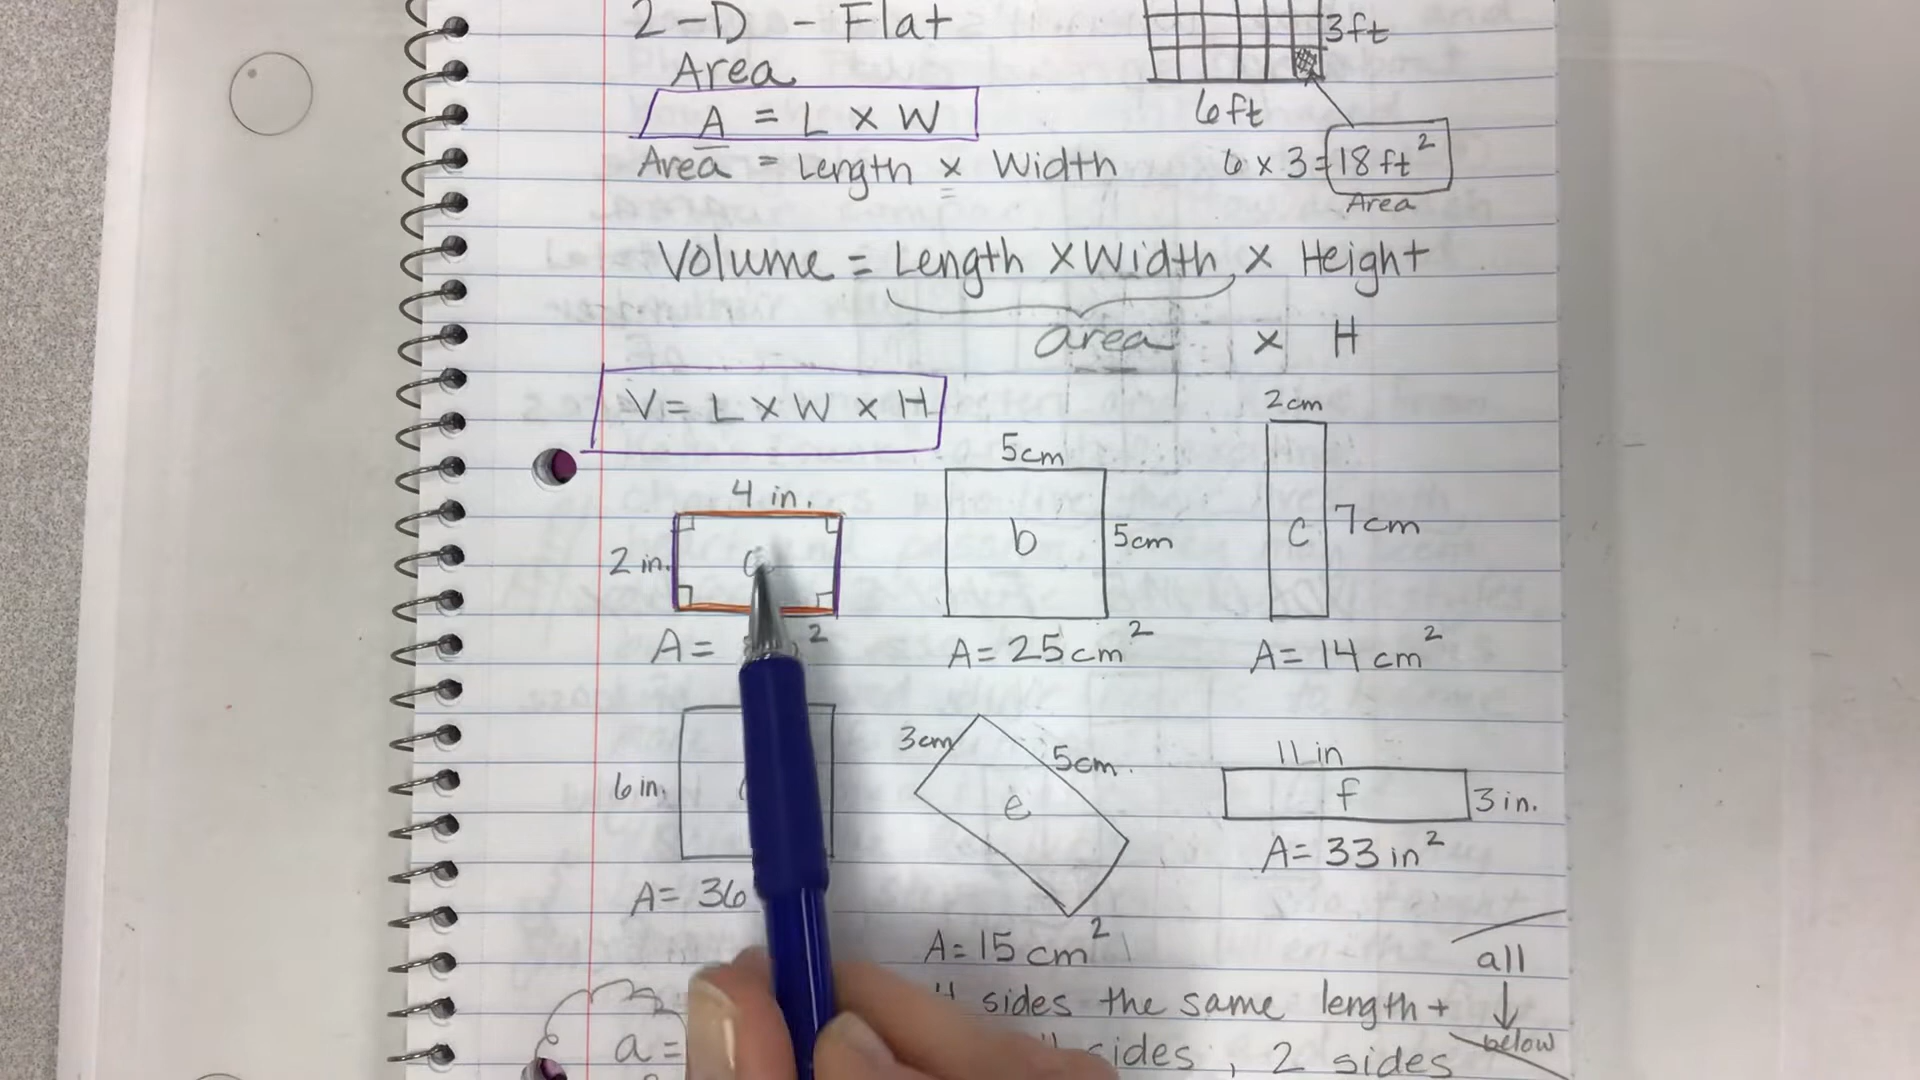 2-D - Flat
3ft
Area
6ft
A = L x W
Area = Length x Width
6 x 3 = 18 ft²
Area
Volume = Length x Width x Height
area x H
V = L x W x H
2cm
5cm
4 in.
7cm
c
b
5cm
2 in.
A = 2
A = 25cm²
A = 14 cm²
3cm
5cm.
11 in
6 in.
e
f
3 in.
A = 33 in²
A = 36
A = 15 cm²
all
sides the same length +
below
a =
sides, 2 sides